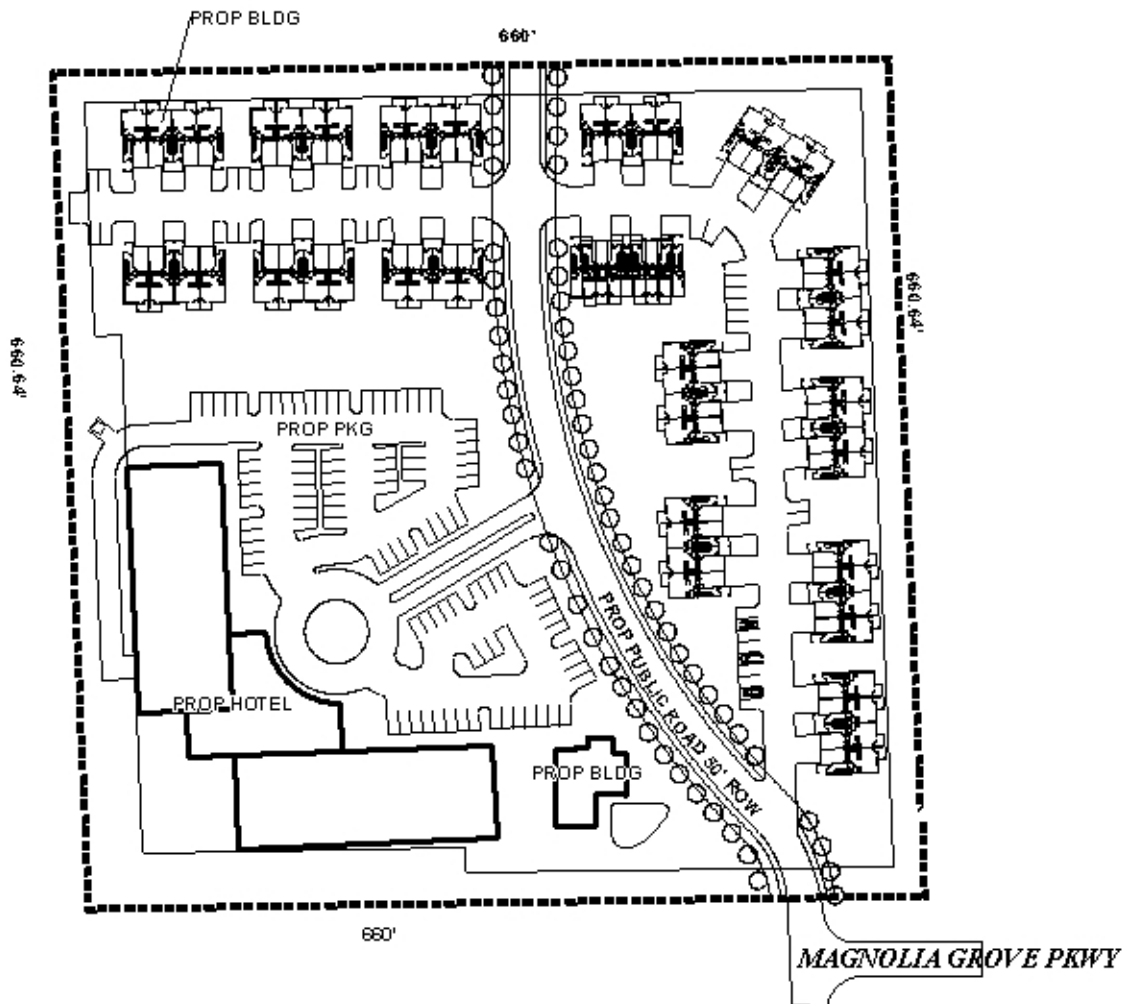 PROP BLDG
660'
660.64'
660.64'
PROP PKG
PROP PUBLIC ROAD 50' ROW
PROP HOTEL
PROP BLDG
660'
MAGNOLIA GROVE PKWY